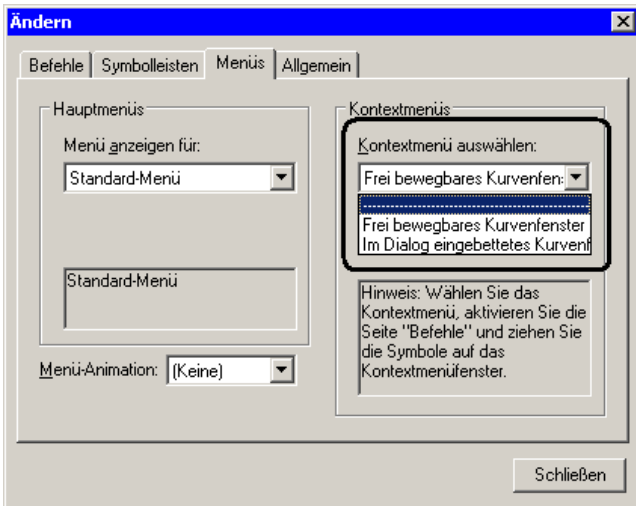 Ändern
Befehle Symbolleisten Menüs Allgemein
Hauptmenüs
Menü anzeigen für:
Standard-Menü
Standard-Menü
Menü-Animation: (Keine)
Kontextmenüs
Kontextmenü auswählen:
Frei bewegbares Kurvenfen:
--------------------------------------------
Frei bewegbares Kurvenfenster
Im Dialog eingebettetes Kurvenf
Hinweis: Wählen Sie das
Kontextmenü, aktivieren Sie die
Seite "Befehle" und ziehen Sie
die Symbole auf das
Kontextmenüfenster.
Schließen